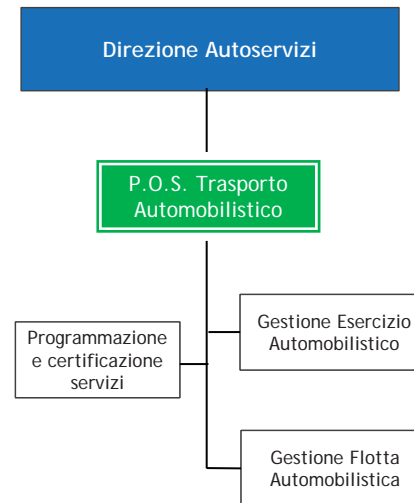 Direzione Autoservizi
P.O.S. Trasporto
Automobilistico
Gestione Esercizio
Automobilistico
Programmazione
e certificazione
servizi
Gestione Flotta
Automobilistica